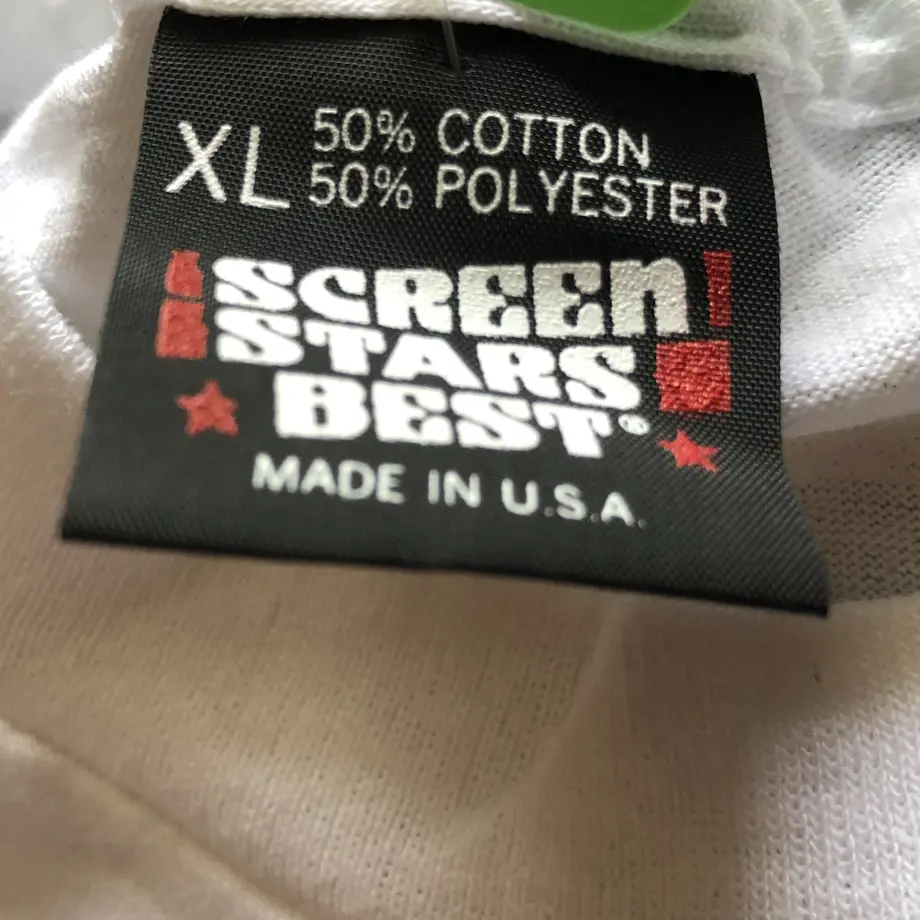 XL
50% COTTON
50% POLYESTER
SCREEN
STARS
BEST®
MADE IN U.S.A.